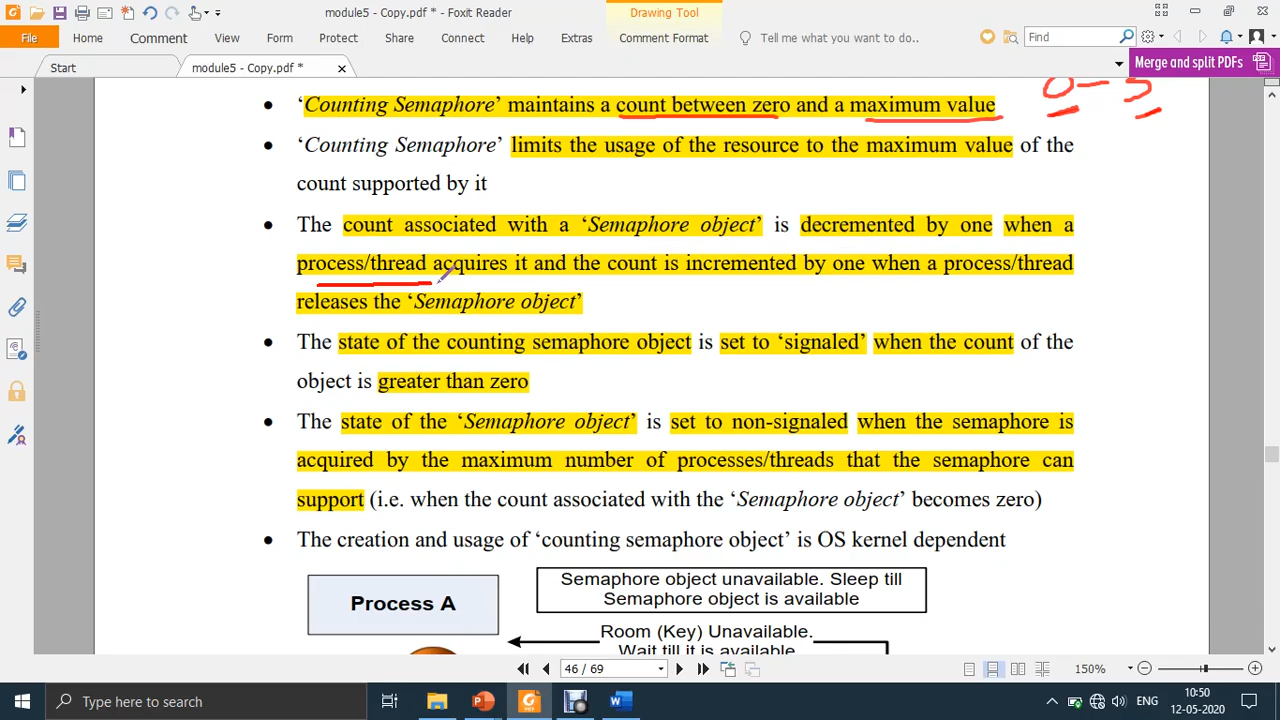 module5 - Copy.pdf * - Foxit Reader
Drawing Tool
File Home Comment View Form Protect Share Connect Help Extras Comment Format Tell me what you want to do.. Find
Start module5 - Copy.pdf * Merge and split PDFs
0 - 5
• ‘Counting Semaphore’ maintains a count between zero and a maximum value
• ‘Counting Semaphore’ limits the usage of the resource to the maximum value of the
count supported by it
• The count associated with a ‘Semaphore object’ is decremented by one when a
process/thread acquires it and the count is incremented by one when a process/thread
releases the ‘Semaphore object’
• The state of the counting semaphore object is set to ‘signaled’ when the count of the
object is greater than zero
• The state of the ‘Semaphore object’ is set to non-signaled when the semaphore is
acquired by the maximum number of processes/threads that the semaphore can
support (i.e. when the count associated with the ‘Semaphore object’ becomes zero)
• The creation and usage of ‘counting semaphore object’ is OS kernel dependent
Process A
Semaphore object unavailable. Sleep till
Semaphore object is available
Room (Key) Unavailable.
Wait till it is available
46 / 69 150%
Type here to search ENG 10:50
12-05-2020